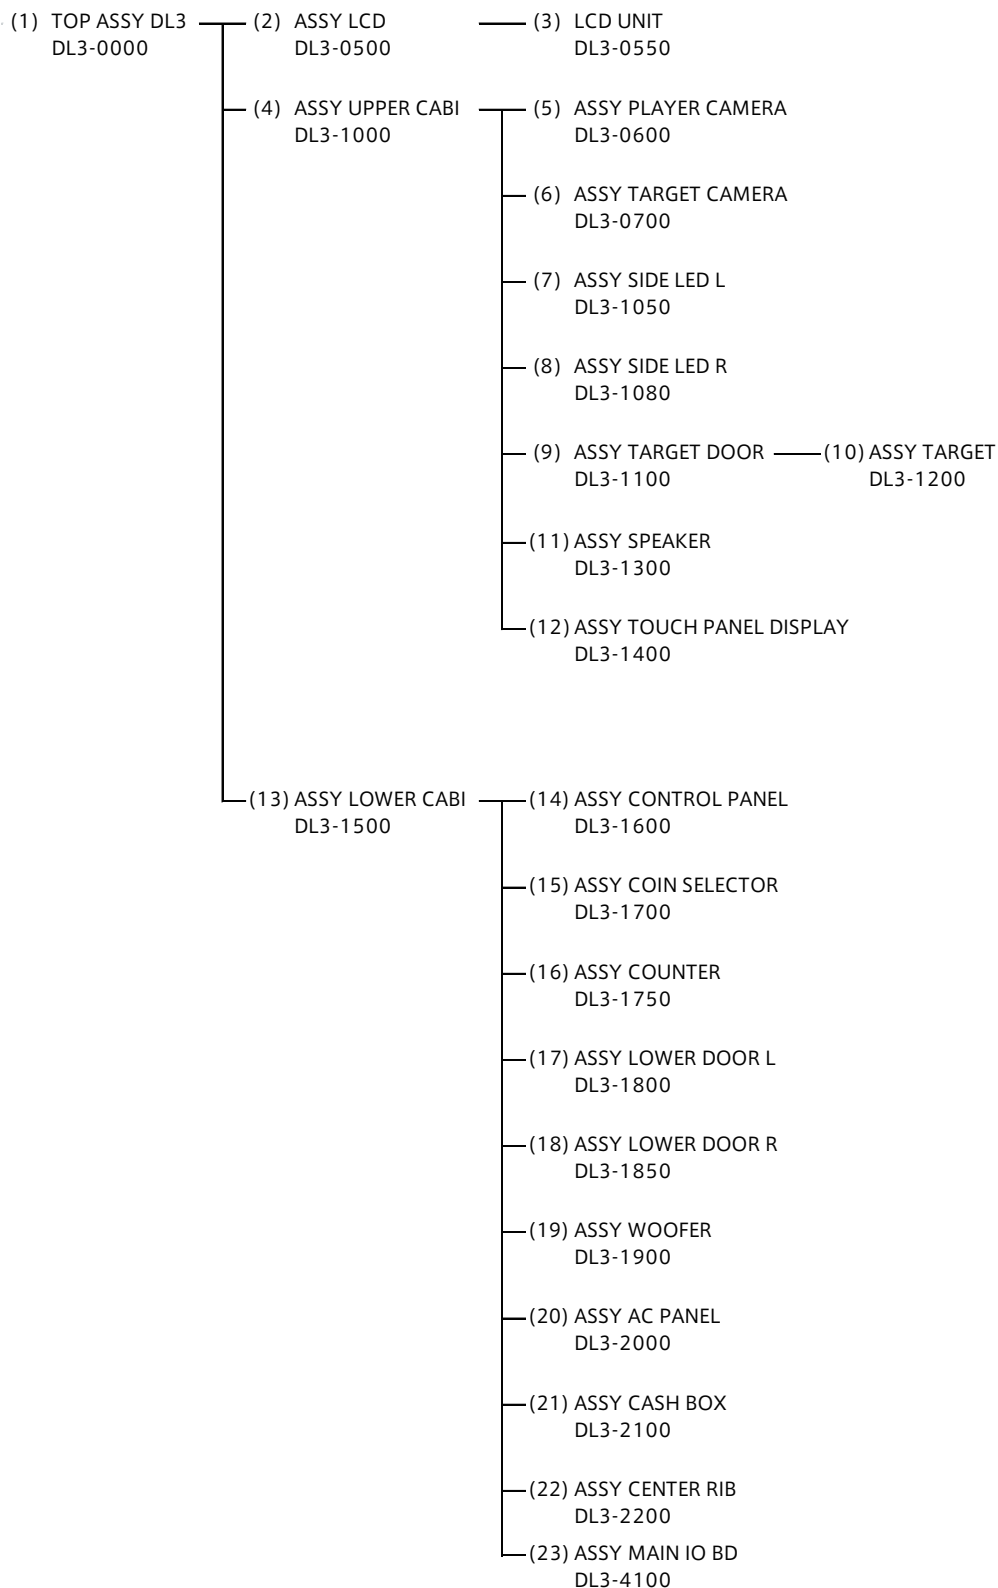 (1) TOP ASSY DL3
DL3-0000
(2) ASSY LCD
DL3-0500
(3) LCD UNIT
DL3-0550
(4) ASSY UPPER CABI
DL3-1000
(5) ASSY PLAYER CAMERA
DL3-0600
(6) ASSY TARGET CAMERA
DL3-0700
(7) ASSY SIDE LED L
DL3-1050
(8) ASSY SIDE LED R
DL3-1080
(9) ASSY TARGET DOOR
DL3-1100
(10) ASSY TARGET
DL3-1200
(11) ASSY SPEAKER
DL3-1300
(12) ASSY TOUCH PANEL DISPLAY
DL3-1400
(13) ASSY LOWER CABI
DL3-1500
(14) ASSY CONTROL PANEL
DL3-1600
(15) ASSY COIN SELECTOR
DL3-1700
(16) ASSY COUNTER
DL3-1750
(17) ASSY LOWER DOOR L
DL3-1800
(18) ASSY LOWER DOOR R
DL3-1850
(19) ASSY WOOFER
DL3-1900
(20) ASSY AC PANEL
DL3-2000
(21) ASSY CASH BOX
DL3-2100
(22) ASSY CENTER RIB
DL3-2200
(23) ASSY MAIN IO BD
DL3-4100